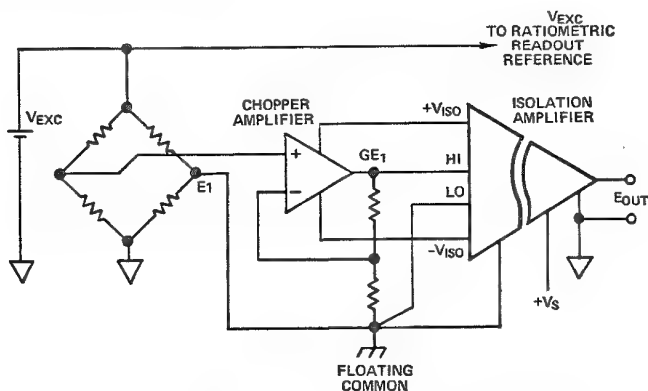 VEXC
TO RATIOMETRIC
READOUT
REFERENCE
VEXC
CHOPPER
AMPLIFIER
+VISO
ISOLATION
AMPLIFIER
+
GE1
HI
E1
LO
−
EOUT
−VISO
+VS
FLOATING
COMMON